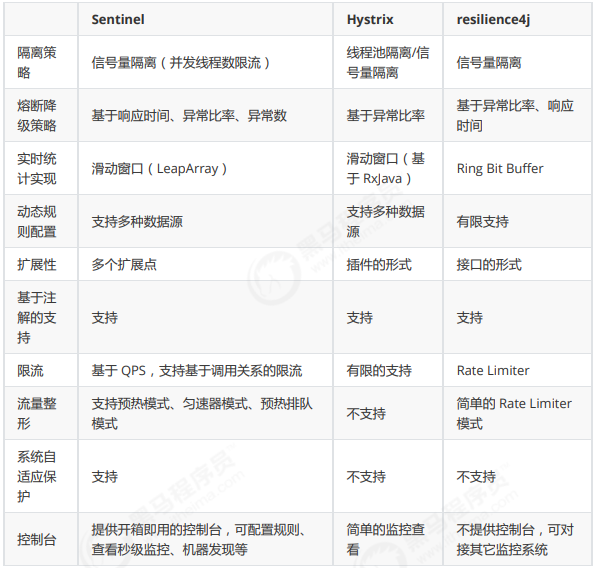 Sentinel Hystrix resilience4j
隔离策 线程池隔离/信
略 信号量隔离（并发线程数限流） 号量隔离 信号量隔离
熔断降 基于异常比率、响应
级策略 基于响应时间、异常比率、异常数 基于异常比率 时间
实时统 滑动窗口（基
计实现 滑动窗口（LeapArray） 于 RxJava） Ring Bit Buffer
动态规 支持多种数据
则配置 支持多种数据源 源 有限支持
扩展性 多个扩展点 插件的形式 接口的形式
基于注
解的支 支持 支持 支持
持
限流 基于 QPS，支持基于调用关系的限流 有限的支持 Rate Limiter
流量整 支持预热模式、匀速器模式、预热排队 简单的 Rate Limiter
形 模式 不支持 模式
系统自
适应保 支持 不支持 不支持
护
控制台 提供开箱即用的控制台，可配置规则、 简单的监控查 不提供控制台，可对
查看秒级监控、机器发现等 看 接其它监控系统
黑马程序员